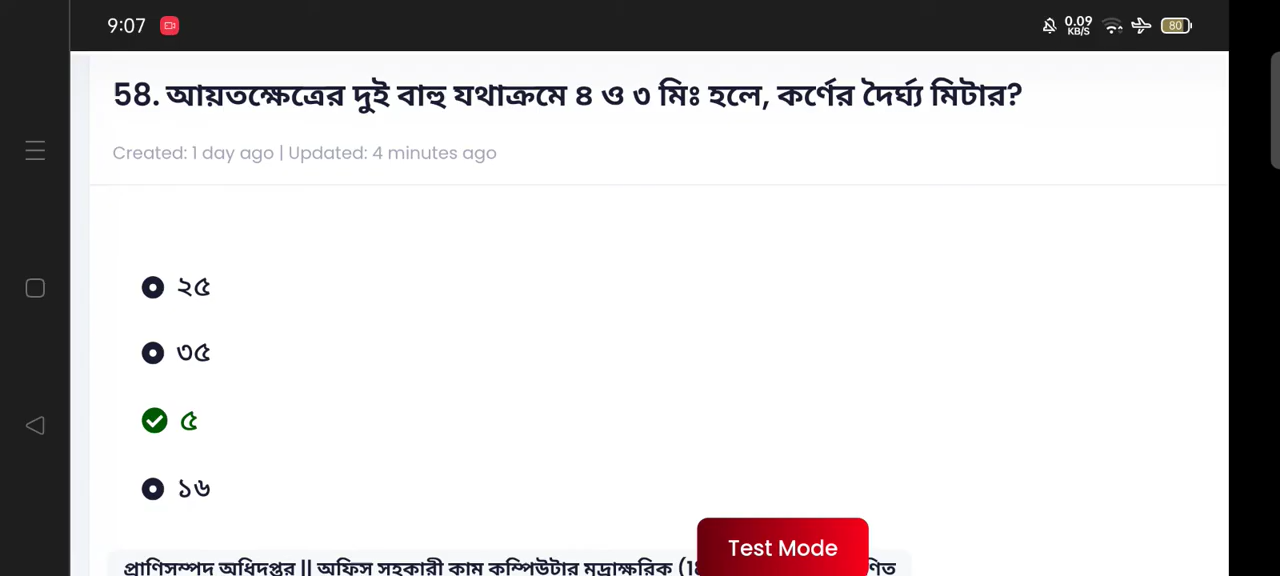 9:07
0.09
KB/S
80
58. আয়তক্ষেত্রের দুই বাহু যথাক্রমে ৪ ও ৩ মিঃ হলে, কর্ণের দৈর্ঘ্য মিটার?
Created: 1 day ago | Updated: 4 minutes ago
২৫
৩৫
৫
১৬
Test Mode
প্রাণিসম্পদ অধিদপ্তর || অফিস সহকারী কাম কম্পিউটার মুদ্রাক্ষরিক